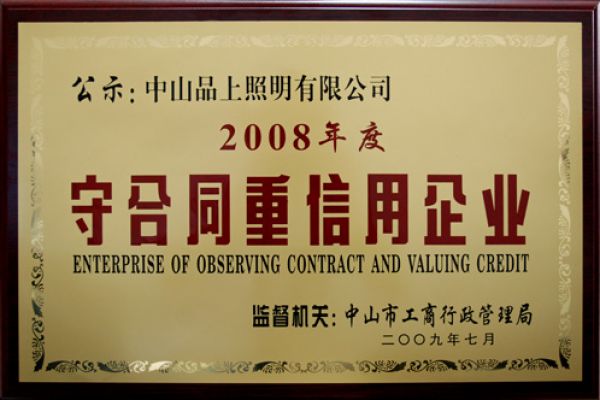 公示:中山品上照明有限公司
2008年度
守合同重信用企业
ENTERPRISE OF OBSERVING CONTRACT AND VALUING CREDIT
监督机关:中山市工商行政管理局
二〇〇九年七月